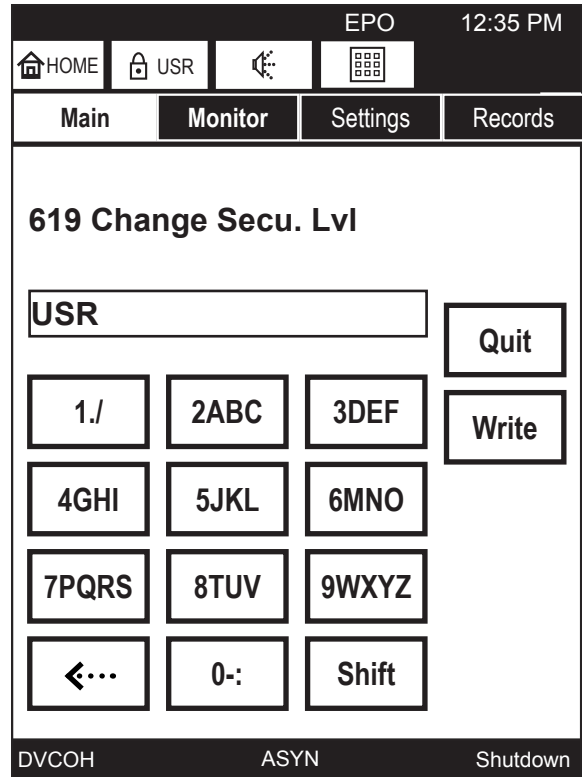 EPO 12:35 PM
HOME USR
Main Monitor Settings Records
619 Change Secu. Lvl
USR
Quit
1./ 2ABC 3DEF
Write
4GHI 5JKL 6MNO
7PQRS 8TUV 9WXYZ
0-: Shift
DVCOH ASYN Shutdown